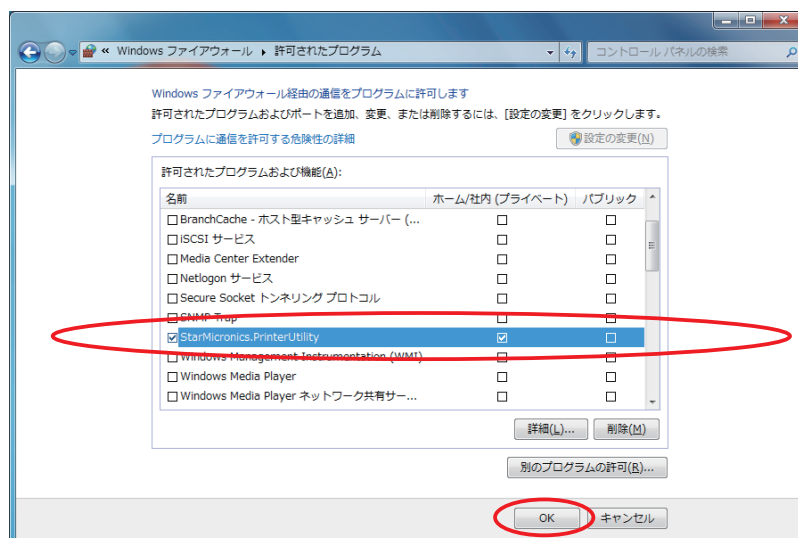 « Windows ファイアウォール ▸ 許可されたプログラム コントロール パネルの検索
Windows ファイアウォール経由の通信をプログラムに許可します
許可されたプログラムおよびポートを追加、変更、または削除するには、[設定の変更] をクリックします。
プログラムに通信を許可する危険性の詳細 設定の変更(N)
許可されたプログラムおよび機能(A):
名前 ホーム/社内 (プライベート) パブリック
BranchCache - ホスト型キャッシュ サーバー (...
iSCSI サービス
Media Center Extender
Netlogon サービス
Secure Socket トンネリング プロトコル
SNMP Trap
StarMicronics.PrinterUtility
Windows Management Instrumentation (WMI)
Windows Media Player
Windows Media Player ネットワーク共有サー...
詳細(L)... 削除(M)
別のプログラムの許可(R)...
OK キャンセル